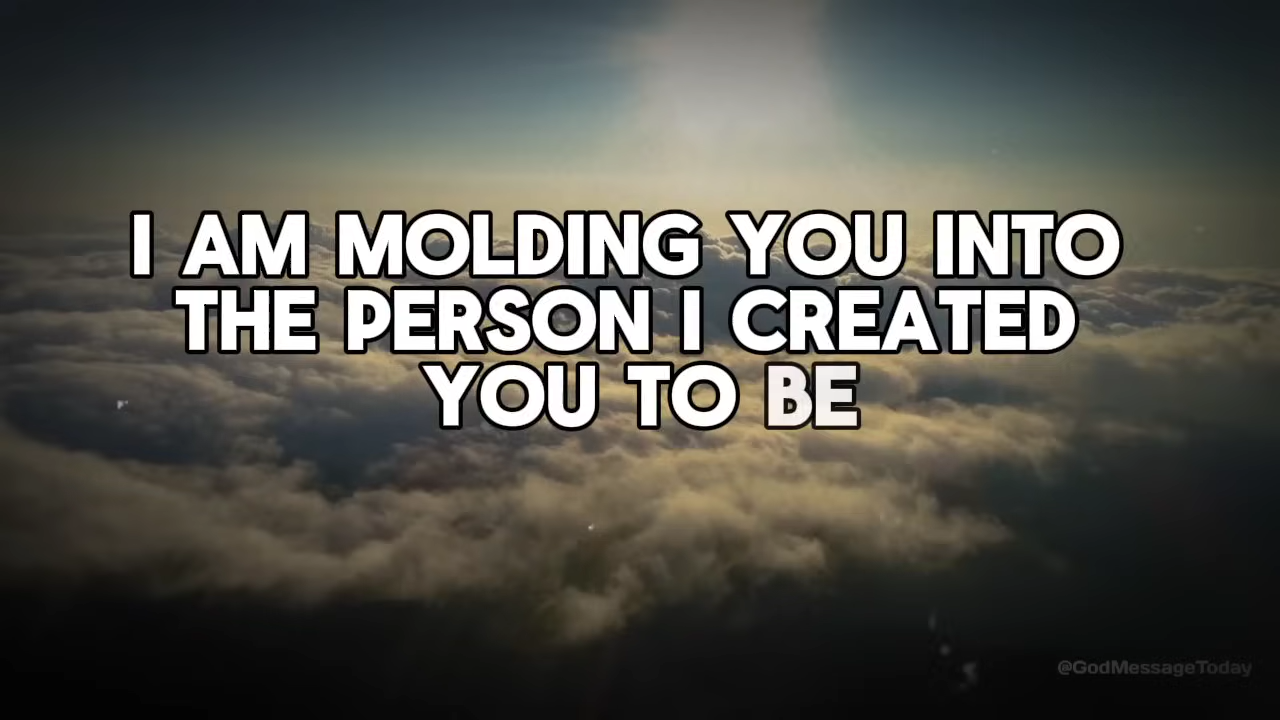 I AM MOLDING YOU INTO
THE PERSON I CREATED
YOU TO BE
@GodMessageToday